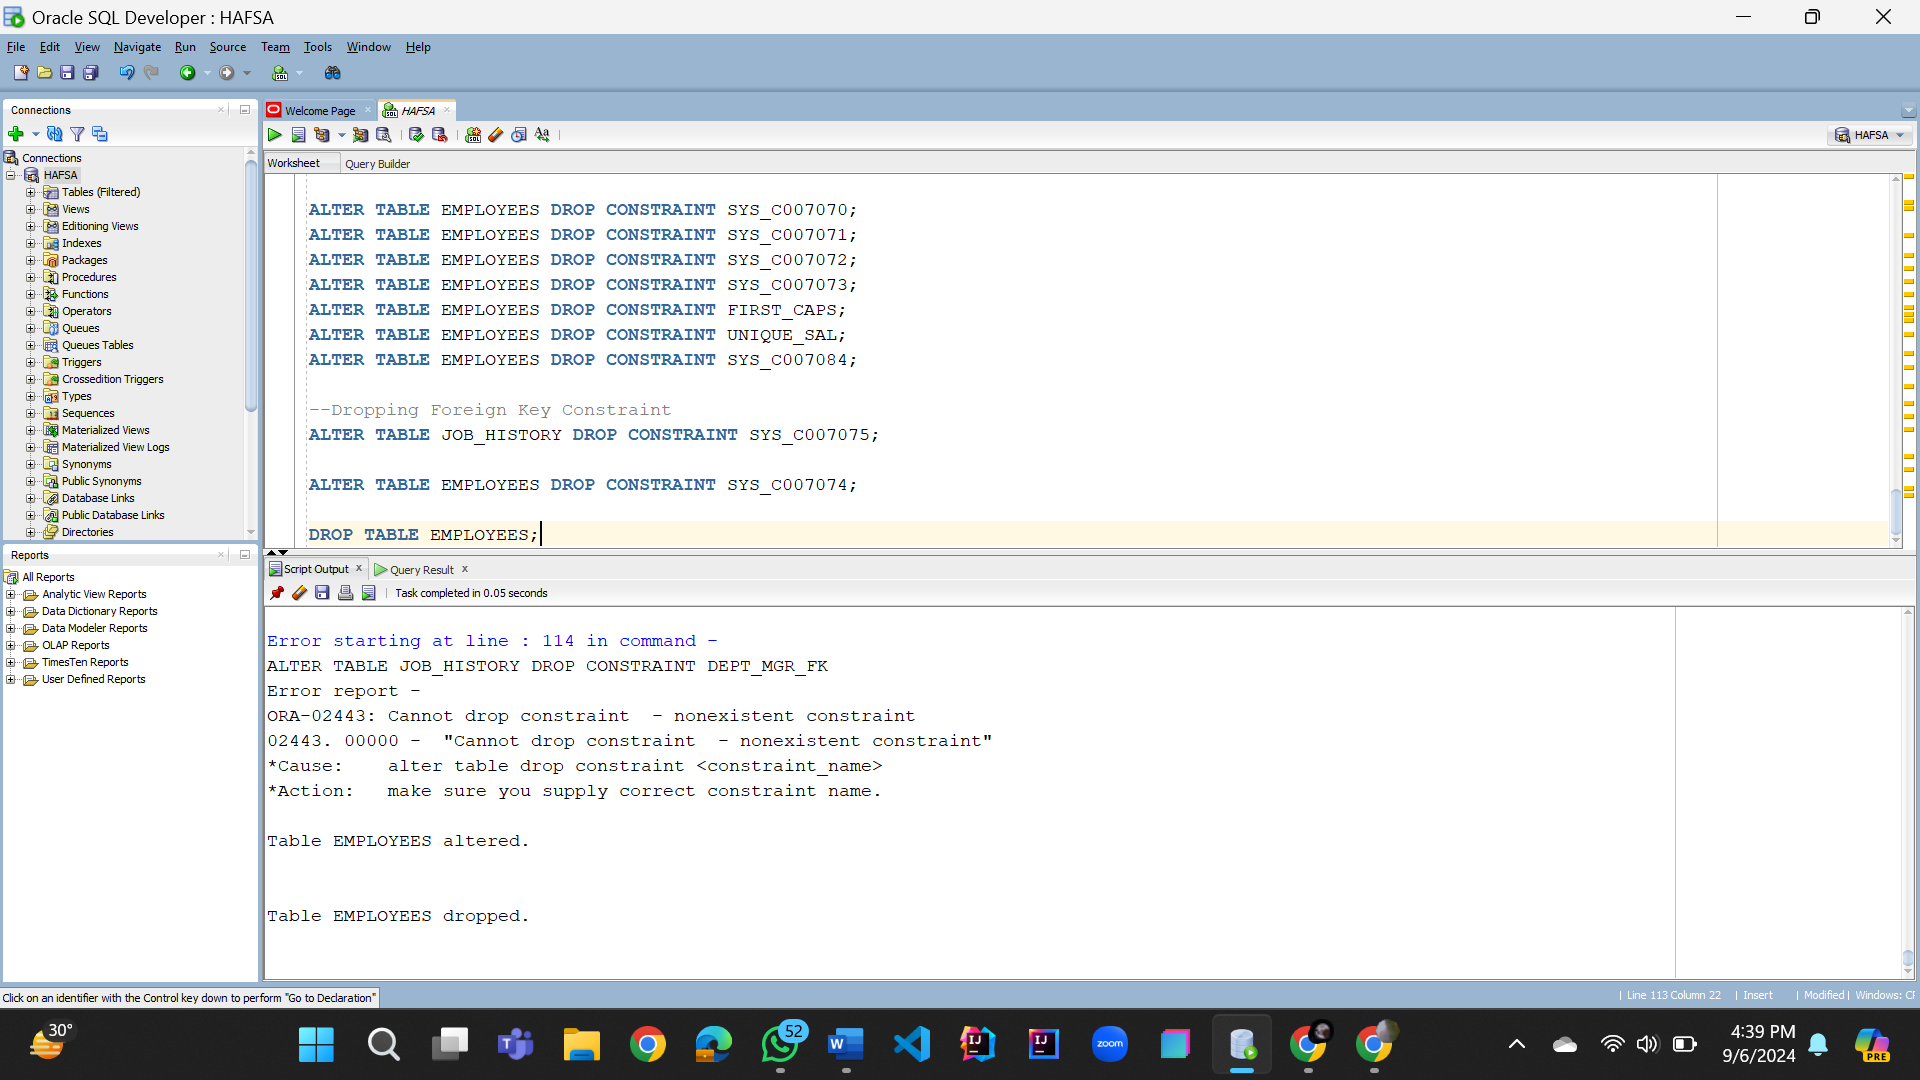 Oracle SQL Developer : HAFSA
File Edit View Navigate Run Source Team Tools Window Help
Connections
Connections
HAFSA
Tables (Filtered)
Views
Editioning Views
Indexes
Packages
Procedures
Functions
Operators
Queues
Queues Tables
Triggers
Crossedition Triggers
Types
Sequences
Materialized Views
Materialized View Logs
Synonyms
Public Synonyms
Database Links
Public Database Links
Directories
Reports
All Reports
Analytic View Reports
Data Dictionary Reports
Data Modeler Reports
OLAP Reports
TimesTen Reports
User Defined Reports
Welcome Page HAFSA
HAFSA
Worksheet Query Builder
ALTER TABLE EMPLOYEES DROP CONSTRAINT SYS_C007070;
ALTER TABLE EMPLOYEES DROP CONSTRAINT SYS_C007071;
ALTER TABLE EMPLOYEES DROP CONSTRAINT SYS_C007072;
ALTER TABLE EMPLOYEES DROP CONSTRAINT SYS_C007073;
ALTER TABLE EMPLOYEES DROP CONSTRAINT FIRST_CAPS;
ALTER TABLE EMPLOYEES DROP CONSTRAINT UNIQUE_SAL;
ALTER TABLE EMPLOYEES DROP CONSTRAINT SYS_C007084;
--Dropping Foreign Key Constraint
ALTER TABLE JOB_HISTORY DROP CONSTRAINT SYS_C007075;
ALTER TABLE EMPLOYEES DROP CONSTRAINT SYS_C007074;
DROP TABLE EMPLOYEES;
Script Output x Query Result x
Task completed in 0.05 seconds
Error starting at line : 114 in command -
ALTER TABLE JOB_HISTORY DROP CONSTRAINT DEPT_MGR_FK
Error report -
ORA-02443: Cannot drop constraint  - nonexistent constraint
02443. 00000 -  "Cannot drop constraint  - nonexistent constraint"
*Cause:    alter table drop constraint <constraint_name>
*Action:   make sure you supply correct constraint name.
Table EMPLOYEES altered.
Table EMPLOYEES dropped.
Click on an identifier with the Control key down to perform "Go to Declaration"
Line 113 Column 22 | Insert | Modified | Windows: CF
30°
52
zoom
4:39 PM
9/6/2024
PRE